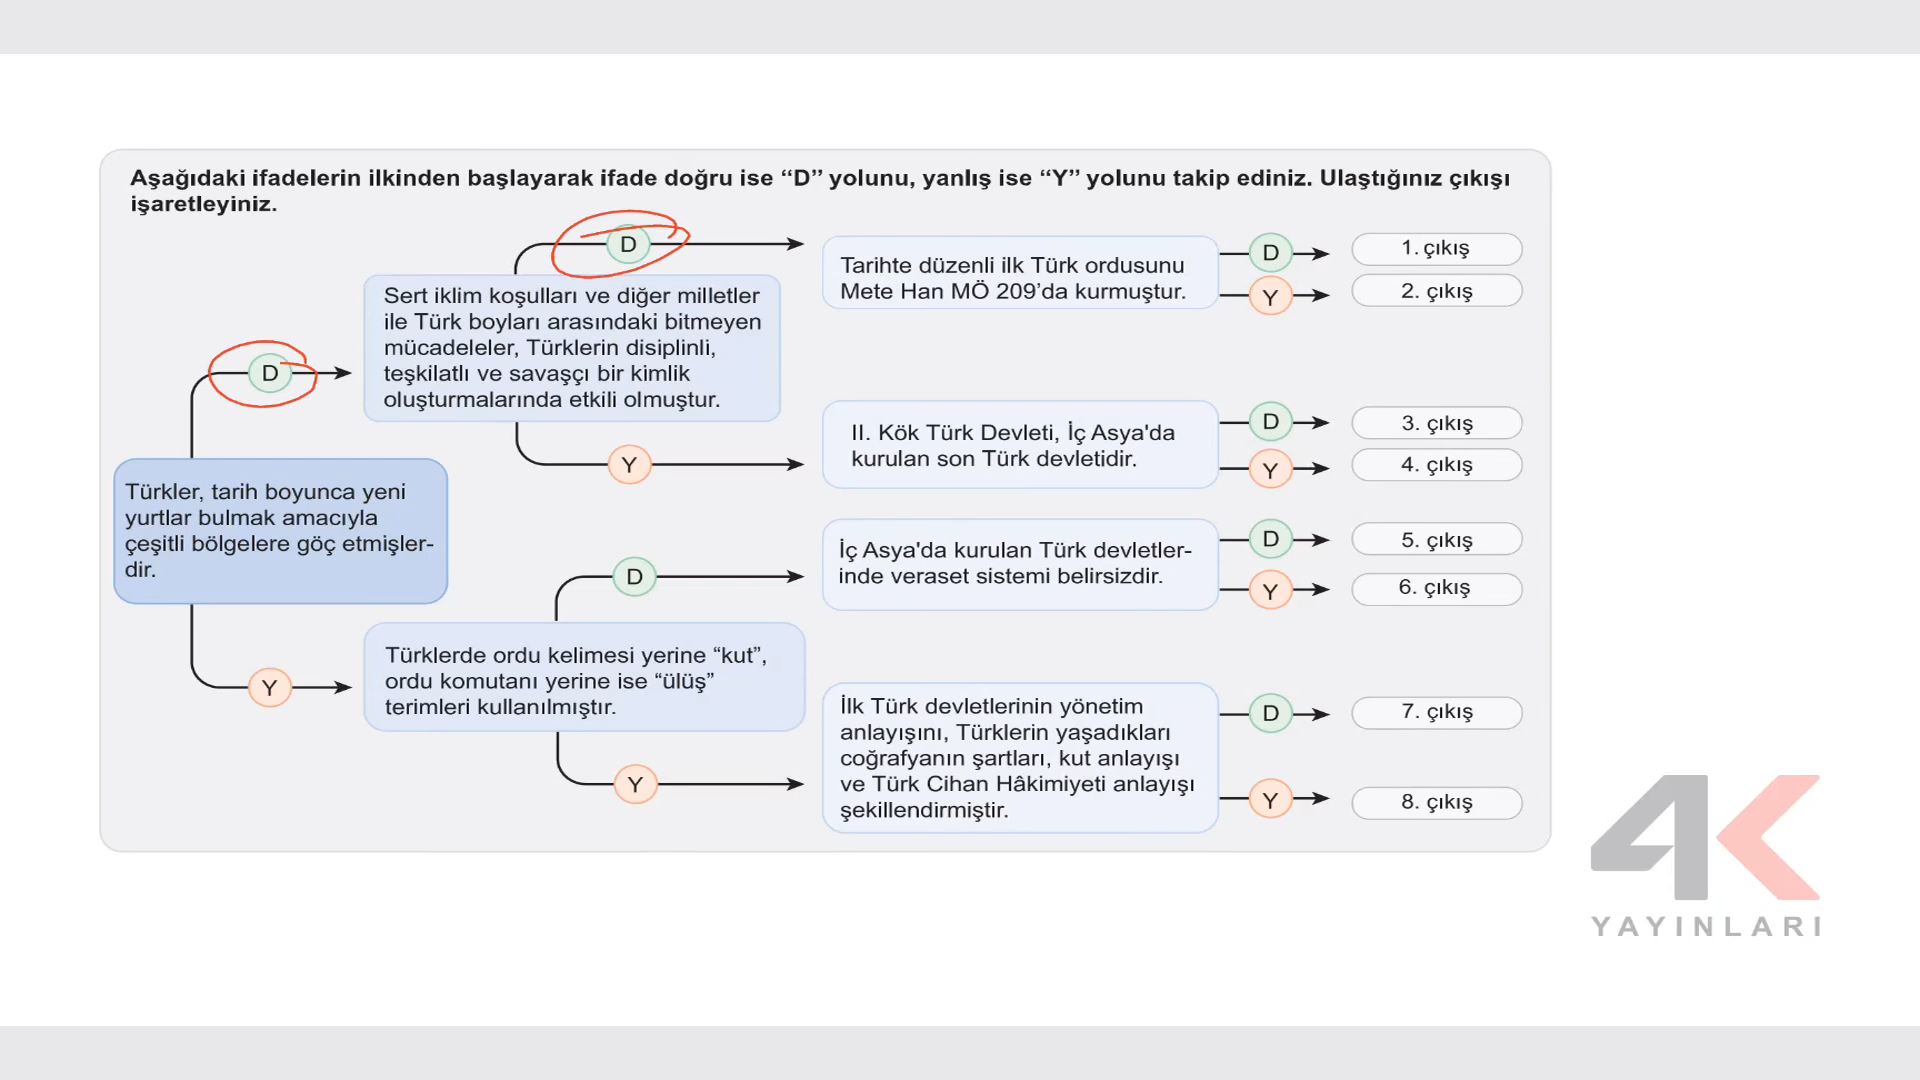 Aşağıdaki ifadelerin ilkinden başlayarak ifade doğru ise “D” yolunu, yanlış ise “Y” yolunu takip ediniz. Ulaştığınız çıkışı
işaretleyiniz.
Türkler, tarih boyunca yeni
yurtlar bulmak amacıyla
çeşitli bölgelere göç etmişler-
dir.
D
Y
Sert iklim koşulları ve diğer milletler
ile Türk boyları arasındaki bitmeyen
mücadeleler, Türklerin disiplinli,
teşkilatlı ve savaşçı bir kimlik
oluşturmalarında etkili olmuştur.
D
Y
Türklerde ordu kelimesi yerine “kut”,
ordu komutanı yerine ise “ülüş”
terimleri kullanılmıştır.
D
Y
Tarihte düzenli ilk Türk ordusunu
Mete Han MÖ 209’da kurmuştur.
D
1. çıkış
Y
2. çıkış
II. Kök Türk Devleti, İç Asya'da
kurulan son Türk devletidir.
D
3. çıkış
Y
4. çıkış
İç Asya'da kurulan Türk devletler-
inde veraset sistemi belirsizdir.
D
5. çıkış
Y
6. çıkış
İlk Türk devletlerinin yönetim
anlayışını, Türklerin yaşadıkları
coğrafyanın şartları, kut anlayışı
ve Türk Cihan Hâkimiyeti anlayışı
şekillendirmiştir.
D
7. çıkış
Y
8. çıkış
4K
YAYINLARI